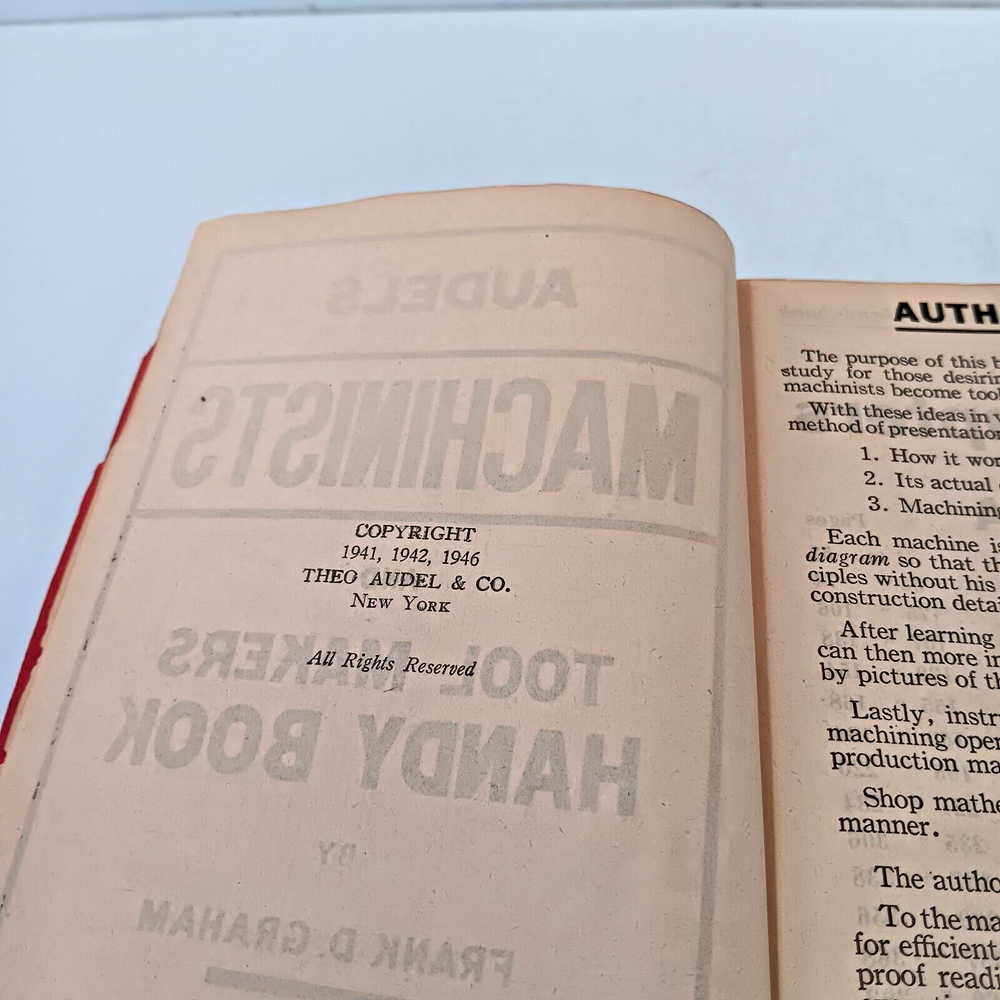 AUDELS
MACHINISTS
COPYRIGHT
1941, 1942, 1946
THEO AUDEL & CO.
NEW YORK
All Rights Reserved
TOOL MAKERS
HANDY BOOK
BY
FRANK D. GRAHAM
AUTH
The purpose of this b
study for those desirin
machinists become tool
With these ideas in v
method of presentation
1. How it wor
2. Its actual
3. Machining
Each machine is
diagram so that th
ciples without his
construction detai
After learning
can then more in
by pictures of th
Lastly, instru
machining oper
production ma
Shop mathe
manner.
The autho
To the ma
for efficient
proof readi